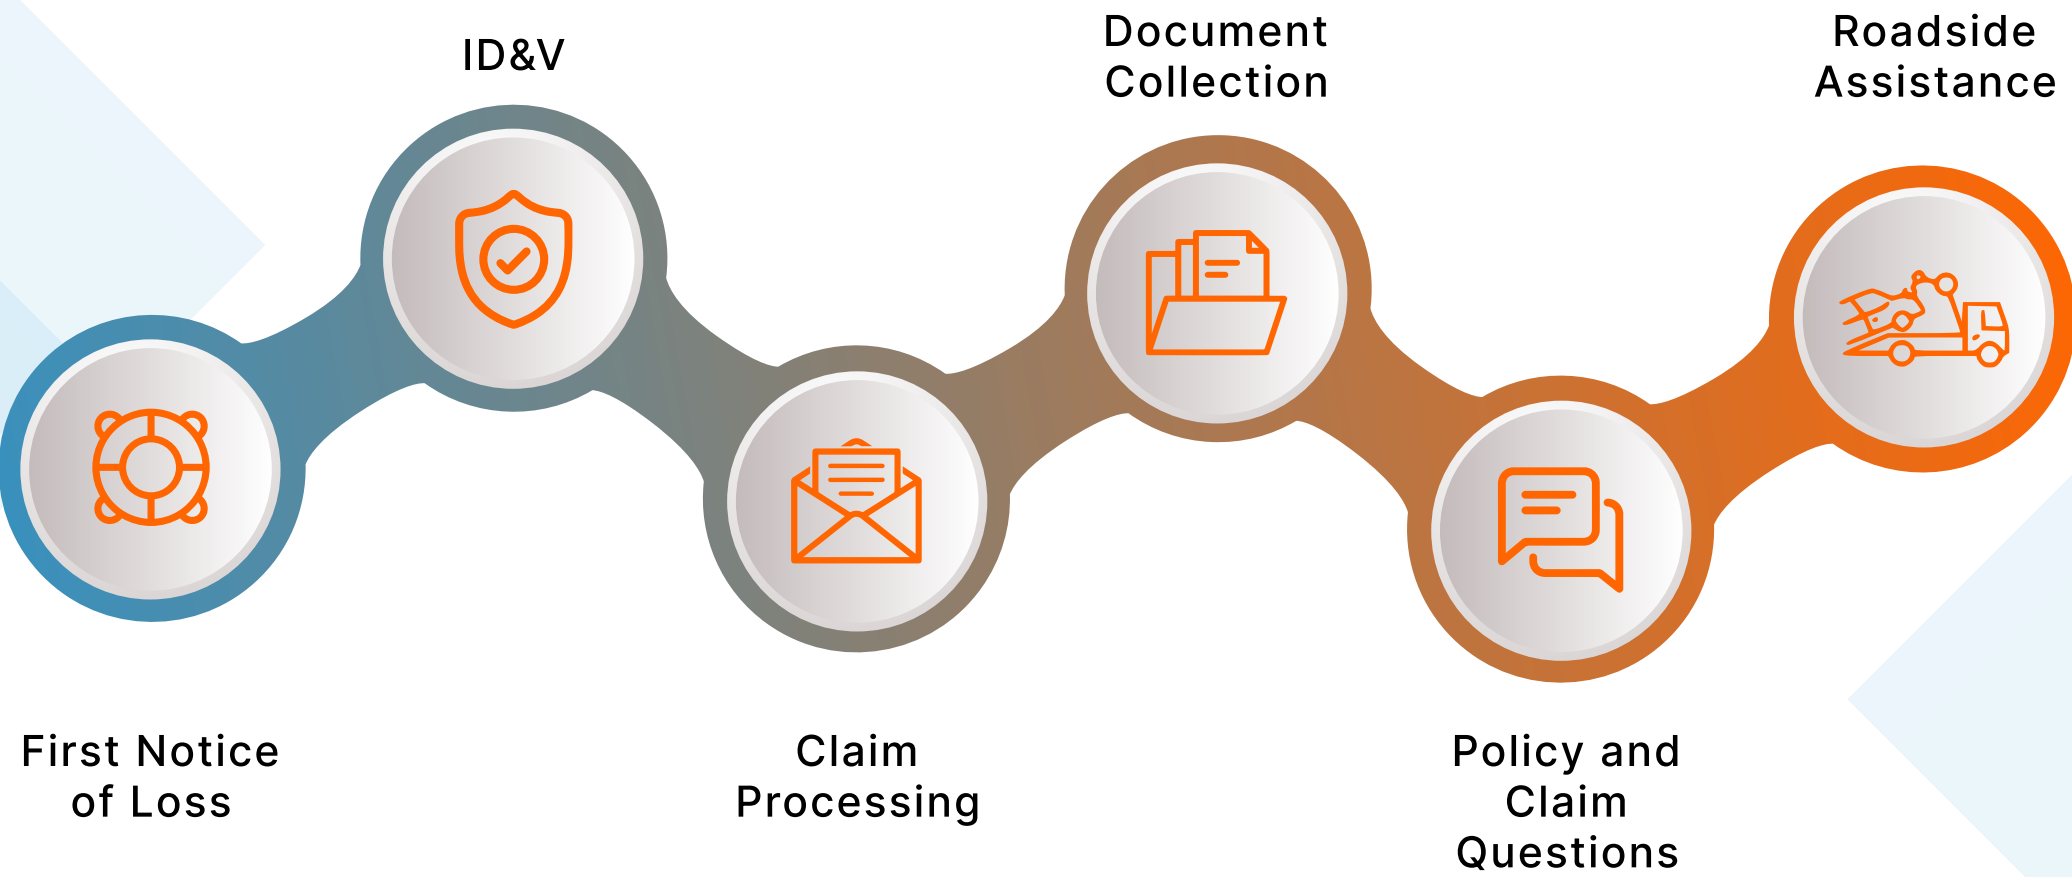 First Notice
of Loss
ID&V
Claim
Processing
Document
Collection
Policy and
Claim
Questions
Roadside
Assistance